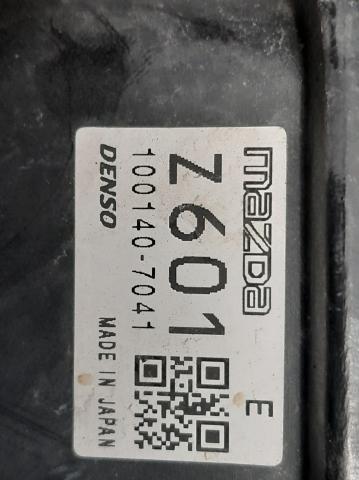 mazda
E
Z601
100140-7041
DENSO
MADE IN JAPAN